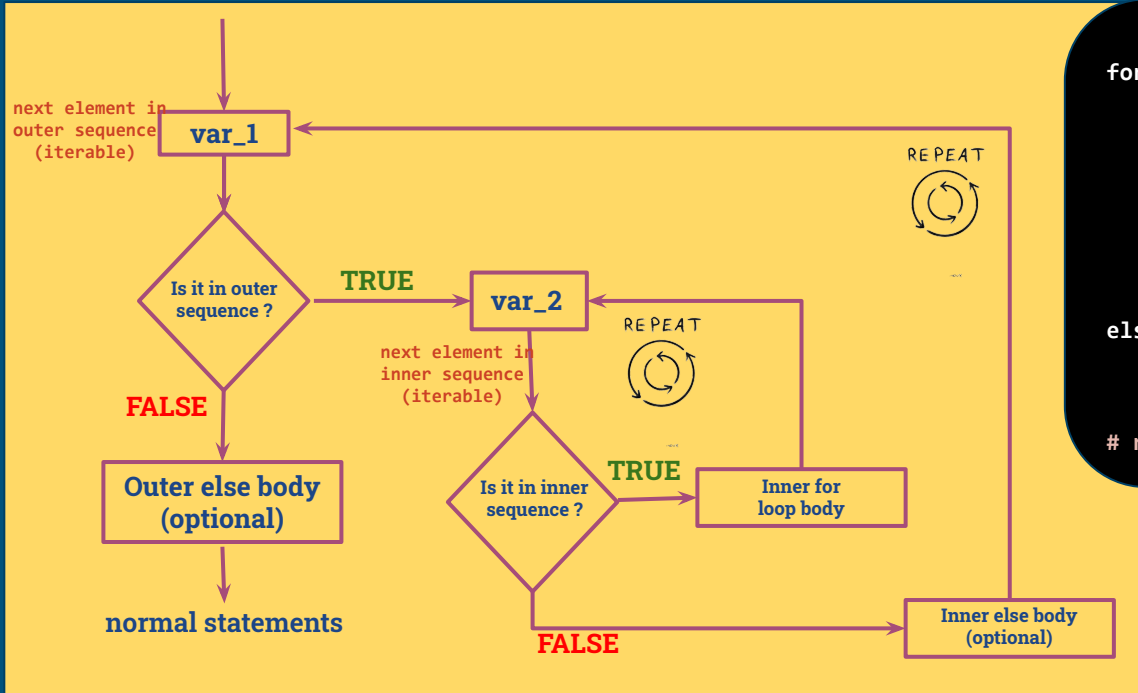 next element in
outer sequence
(iterable)
var_1
REPEAT
Is it in outer
sequence ?
TRUE
var_2
REPEAT
next element in
inner sequence
(iterable)
FALSE
Outer else body
(optional)
Is it in inner
sequence ?
TRUE
Inner for
loop body
normal statements
FALSE
Inner else body
(optional)
for
els
#